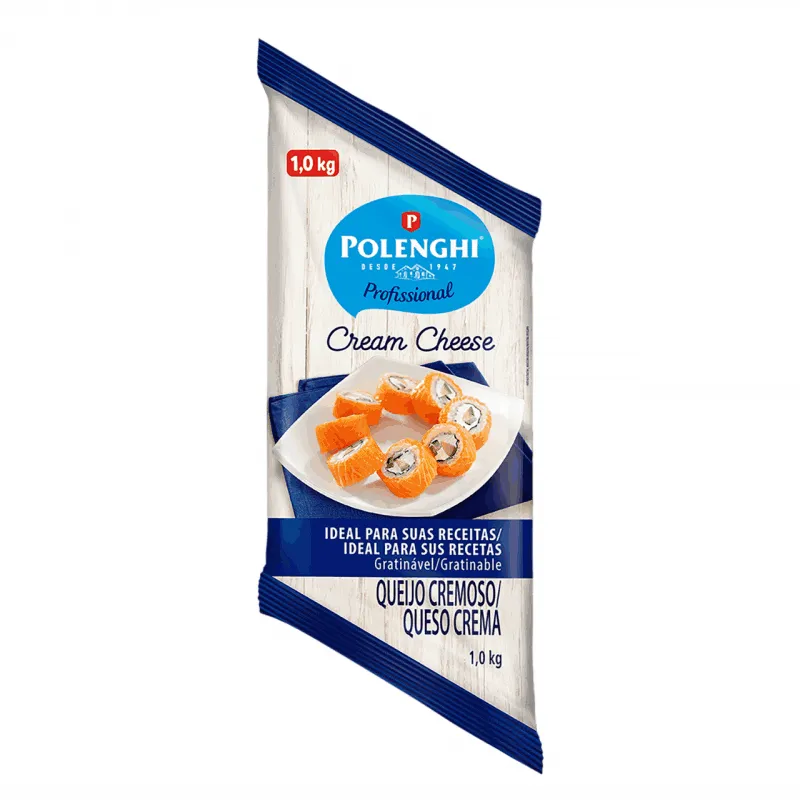 1,0 kg
P
POLENGHI®
DESDE 1947
Profissional
Cream Cheese
IDEAL PARA SUAS RECEITAS/
IDEAL PARA SUS RECETAS
Gratinável/Gratinable
QUEIJO CREMOSO/
QUESO CREMA
1,0 kg